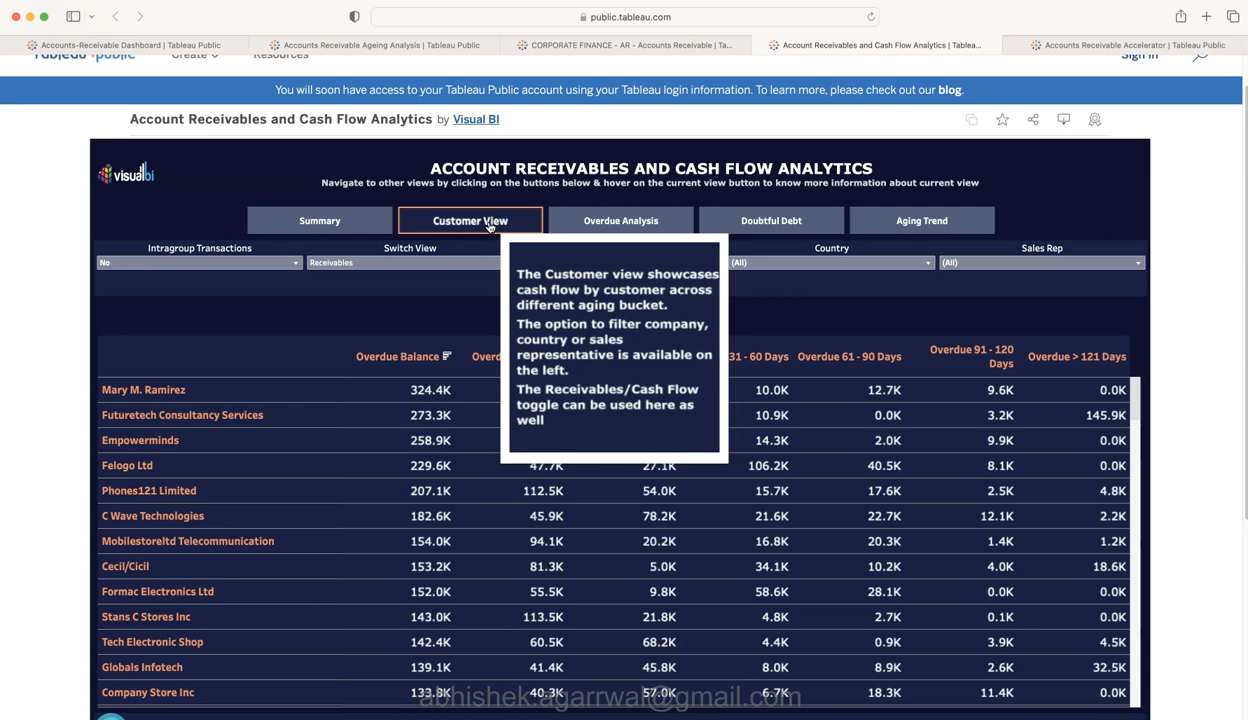 public.tableau.com
Accounts-Receivable Dashboard | Tableau Public
Accounts Receivable Ageing Analysis | Tableau Public
CORPORATE FINANCE - AR - Accounts Receivable | Ta...
Account Receivables and Cash Flow Analytics | Tablea...
Accounts Receivable Accelerator | Tableau Public
Create
Resources
Sign In
You will soon have access to your Tableau Public account using your Tableau login information. To learn more, please check out our blog.
Account Receivables and Cash Flow Analytics by Visual BI
visualbi
ACCOUNT RECEIVABLES AND CASH FLOW ANALYTICS
Navigate to other views by clicking on the buttons below & hover on the current view button to know more information about current view
Summary Customer View Overdue Analysis Doubtful Debt Aging Trend
Intragroup Transactions Switch View Country Sales Rep
No Receivables (All) (All)
The Customer view showcases
cash flow by customer across
different aging bucket.
The option to filter company,
country or sales
representative is available on
the left.
The Receivables/Cash Flow
toggle can be used here as
well
Overdue Balance 31 - 60 Days Overdue 61 - 90 Days Overdue 91 - 120 Days Overdue > 121 Days
Mary M. Ramirez 324.4K 10.0K 12.7K 9.6K 0.0K
Futuretech Consultancy Services 273.3K 10.9K 0.0K 3.2K 145.9K
Empowerminds 258.9K 14.3K 2.0K 9.9K 0.0K
Felogo Ltd 229.6K 47.7K 27.1K 106.2K 40.5K 8.1K 0.0K
Phones121 Limited 207.1K 112.5K 54.0K 15.7K 17.6K 2.5K 4.8K
C Wave Technologies 182.6K 45.9K 78.2K 21.6K 22.7K 12.1K 2.2K
Mobilestoreltd Telecommunication 154.0K 94.1K 20.2K 16.8K 20.3K 1.4K 1.2K
Cecil/Cicil 153.2K 81.3K 5.0K 34.1K 10.2K 4.0K 18.6K
Formac Electronics Ltd 152.0K 55.5K 9.8K 58.6K 28.1K 0.0K 0.0K
Stans C Stores Inc 143.0K 113.5K 21.8K 4.8K 2.7K 0.1K 0.0K
Tech Electronic Shop 142.4K 60.5K 68.2K 4.4K 0.9K 3.9K 4.5K
Globals Infotech 139.1K 41.4K 45.8K 8.0K 8.9K 2.6K 32.5K
Company Store Inc 133.8K 40.3K 57.0K 6.7K 18.3K 11.4K 0.0K
abhishek.agarrwal@gmail.com